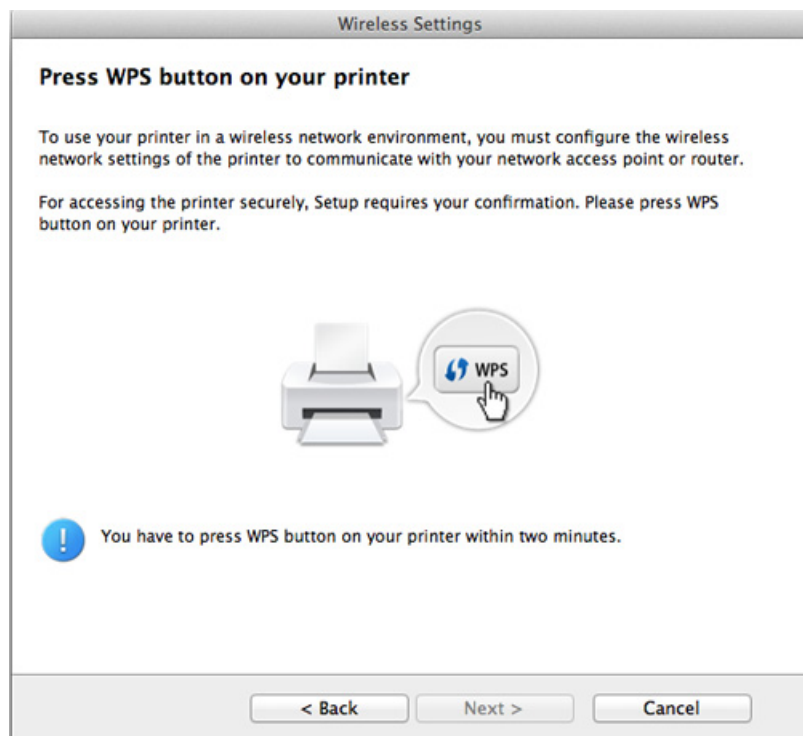 Wireless Settings
Press WPS button on your printer
To use your printer in a wireless network environment, you must configure the wireless
network settings of the printer to communicate with your network access point or router.
For accessing the printer securely, Setup requires your confirmation. Please press WPS
button on your printer.
WPS
You have to press WPS button on your printer within two minutes.
< Back
Next >
Cancel